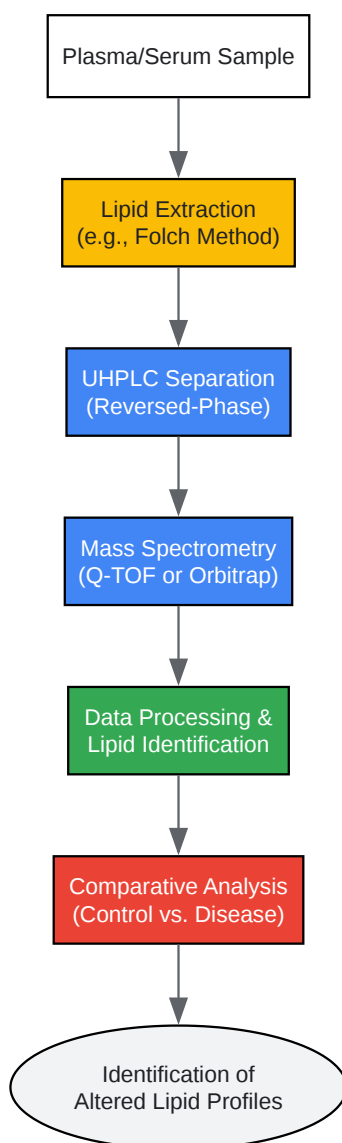 Plasma/Serum Sample
Lipid Extraction
(e.g., Folch Method)
UHPLC Separation
(Reversed-Phase)
Mass Spectrometry
(Q-TOF or Orbitrap)
Data Processing &
Lipid Identification
Comparative Analysis
(Control vs. Disease)
Identification of
Altered Lipid Profiles